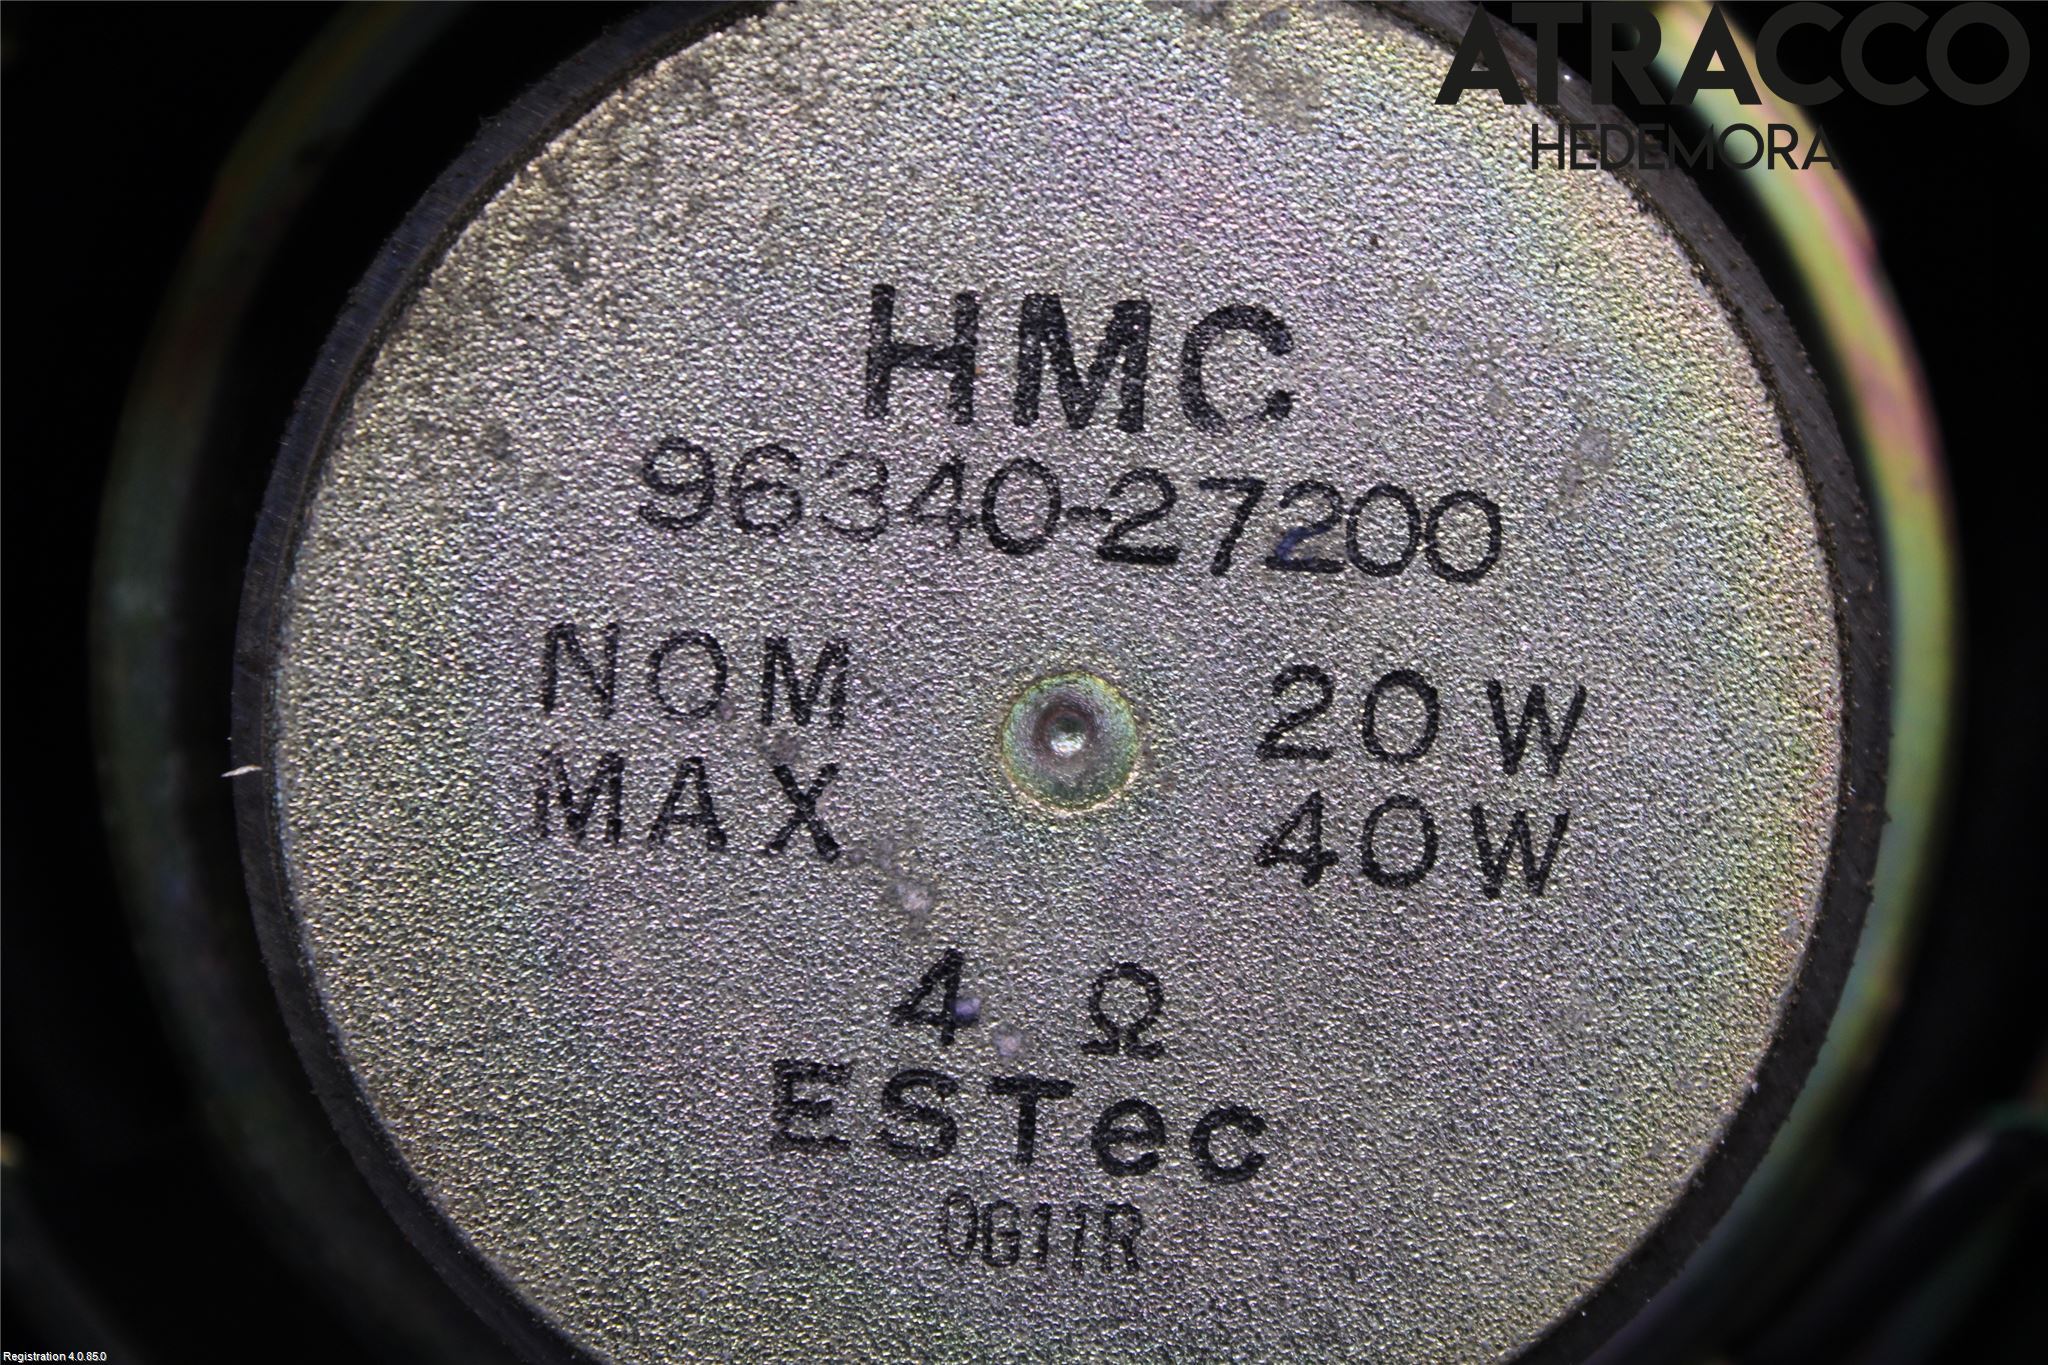 ATRACCO
HEDEMORA
HMC
96340-27200
NOM 20W
MAX 40W
4 Ω
ESTec
0G11R
Registration 4.0.85.0